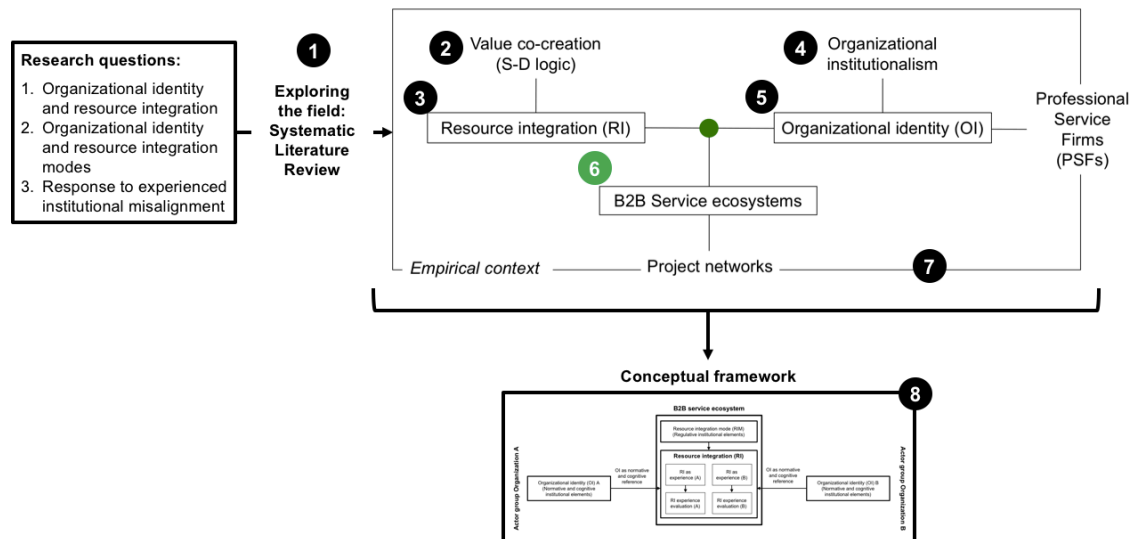 Research questions:
1. Organizational identity
and resource integration
2. Organizational identity
and resource integration
modes
3. Response to experienced
institutional misalignment
1
Exploring
the field:
Systematic
Literature
Review
2
Value co-creation
(S-D logic)
3
Resource integration (RI)
4
Organizational
institutionalism
5
Organizational identity (OI)
Professional
Service
Firms
(PSFs)
6
B2B Service ecosystems
Empirical context
Project networks
7
Conceptual framework
8
B2B service ecosystem
Resource integration mode (RIM)
(Regulative institutional elements)
Resource integration (RI)
RI as
experience (A)
RI as
experience (B)
RI experience
evaluation (A)
RI experience
evaluation (B)
Actor group Organization A
Organizational identity (OI) A
(Normative and cognitive
institutional elements)
OI as normative
and cognitive
reference
OI as normative
and cognitive
reference
Organizational identity (OI) B
(Normative and cognitive
institutional elements)
Actor group Organization B